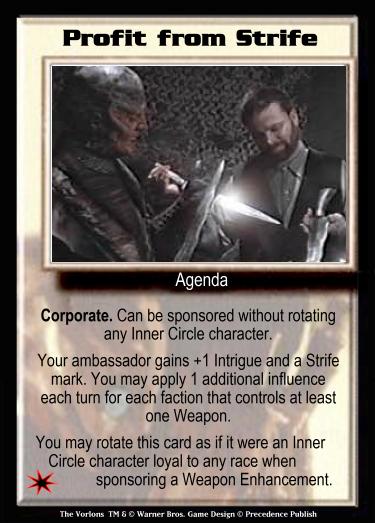 Profit from Strife
Agenda
Corporate. Can be sponsored without rotating
any Inner Circle character.
Your ambassador gains +1 Intrigue and a Strife
mark. You may apply 1 additional influence
each turn for each faction that controls at least
one Weapon.
You may rotate this card as if it were an Inner
Circle character loyal to any race when
sponsoring a Weapon Enhancement.
The Vorlons TM & © Warner Bros. Game Design © Precedence Publish